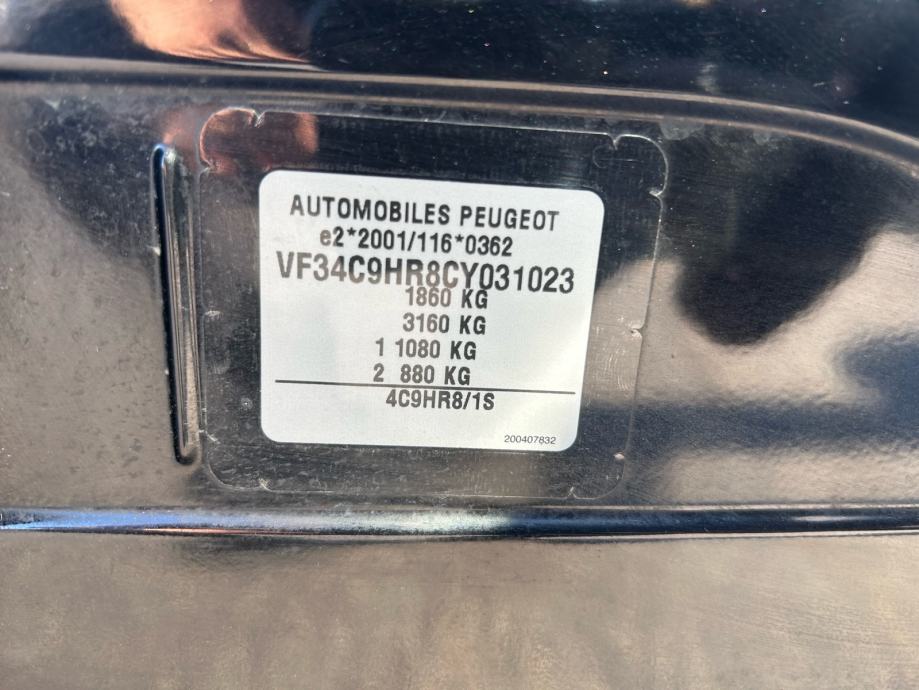 AUTOMOBILES PEUGEOT
e2*2001/116*0362
VF34C9HR8CY031023
1860 KG
3160 KG
1 1080 KG
2 880 KG
4C9HR8/1S
200407832